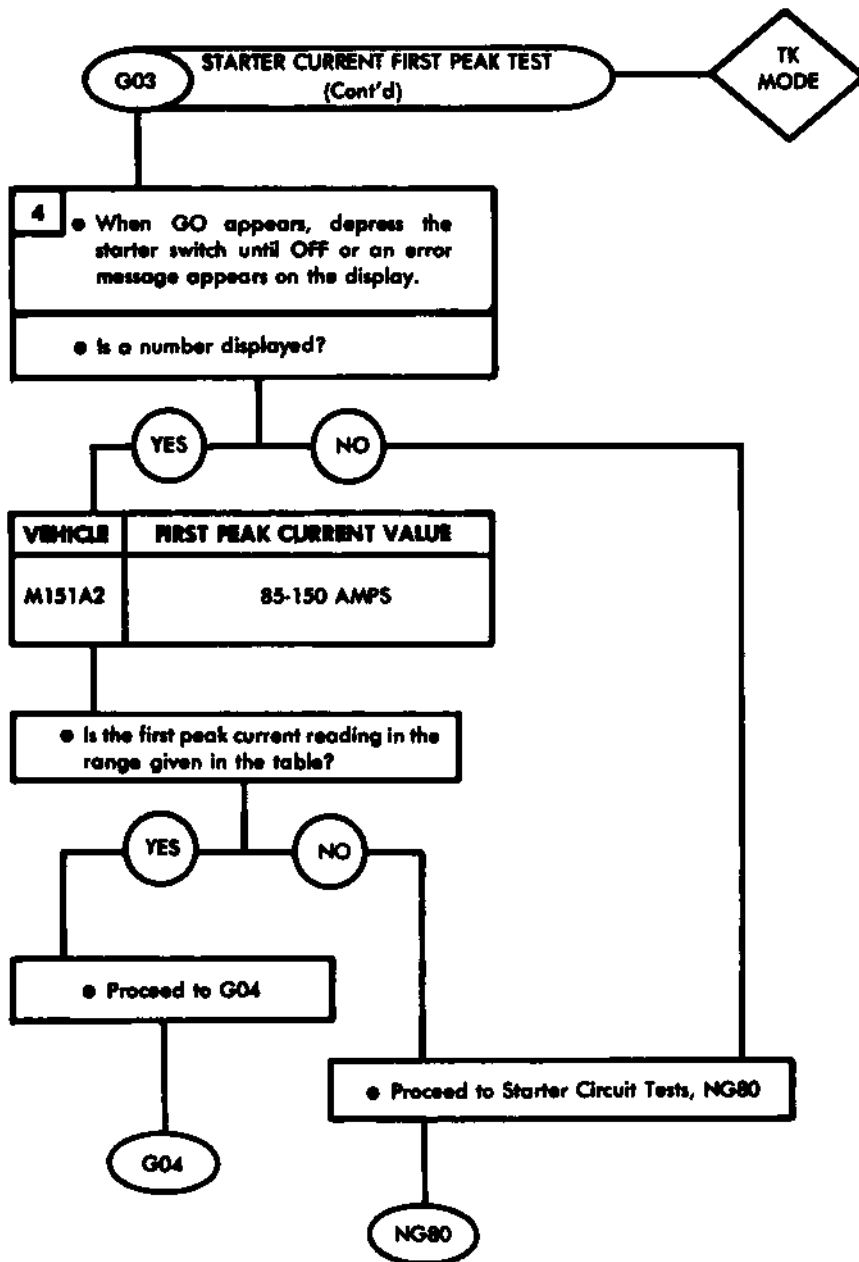 G03
STARTER CURRENT FIRST PEAK TEST
(Cont'd)
TK
MODE
4
● When GO appears, depress the
starter switch until OFF or an error
message appears on the display.
● Is a number displayed?
YES
NO
VEHICLE
FIRST PEAK CURRENT VALUE
M151A2
85-150 AMPS
● Is the first peak current reading in the
range given in the table?
YES
NO
● Proceed to G04
● Proceed to Starter Circuit Tests, NG80
G04
NG80